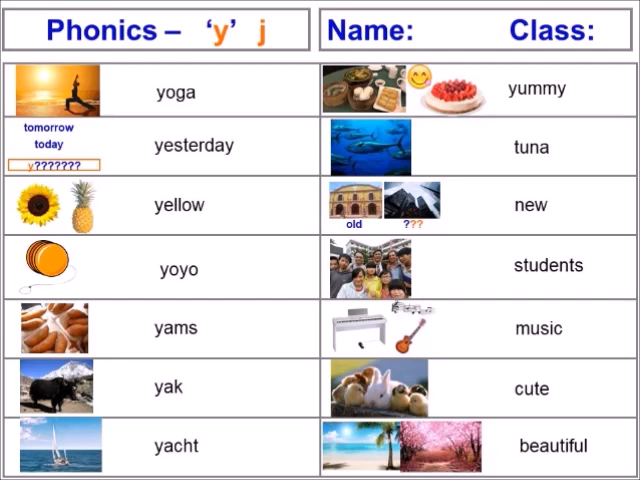 Phonics – ‘y’ j
Name: Class:
yoga
tomorrow
today
y???????
yesterday
yellow
yoyo
yams
yak
yacht
yummy
tuna
old ???
new
students
music
cute
beautiful